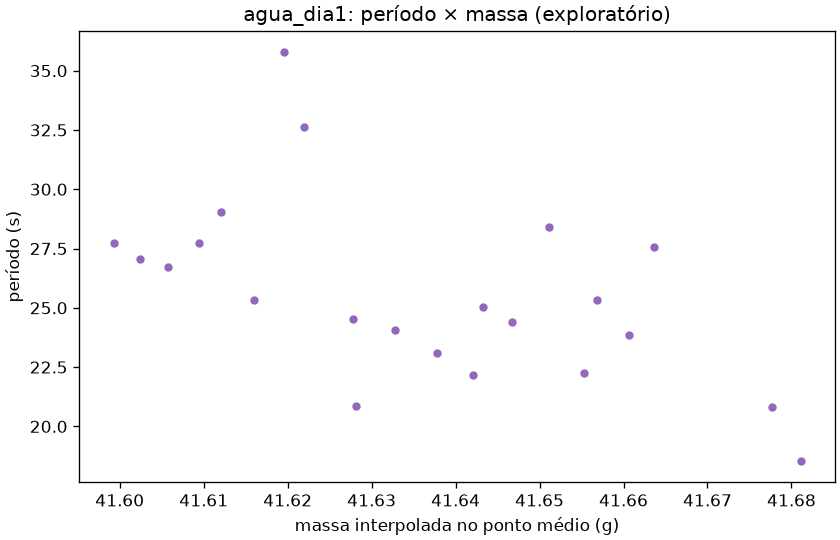 agua_dia1: período × massa (exploratório)
35.0
32.5
30.0
27.5
25.0
22.5
20.0
período (s)
41.60 41.61 41.62 41.63 41.64 41.65 41.66 41.67 41.68
massa interpolada no ponto médio (g)